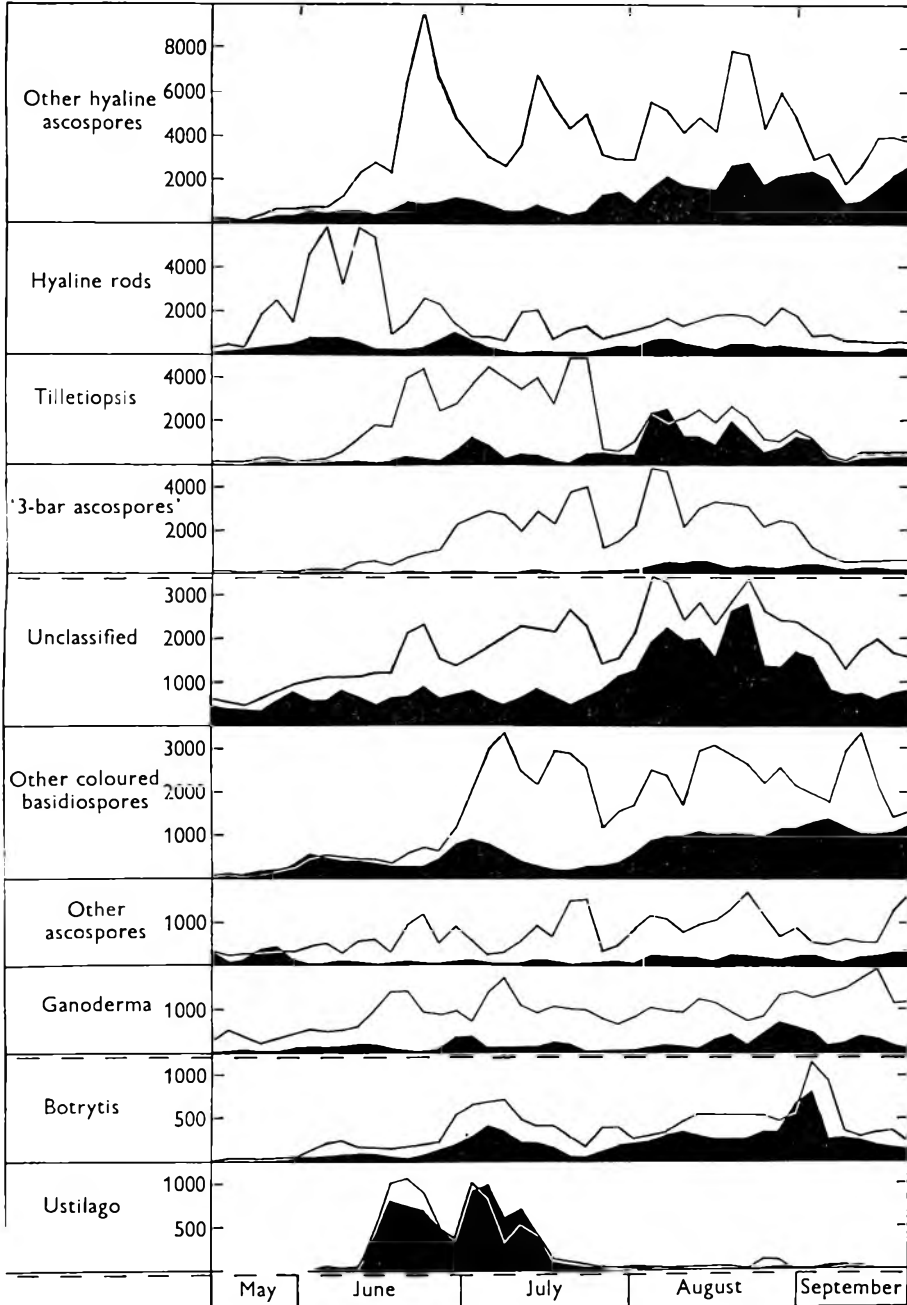 8000
6000
4000
2000
Other hyaline
ascospores
4000
2000
Hyaline rods
4000
2000
Tilletiopsis
4000
2000
'3-bar ascospores'
3000
2000
1000
Unclassified
3000
2000
1000
Other coloured
basidiospores
1000
Other
ascospores
1000
Ganoderma
1000
500
Botrytis
1000
500
Ustilago
May June July August September